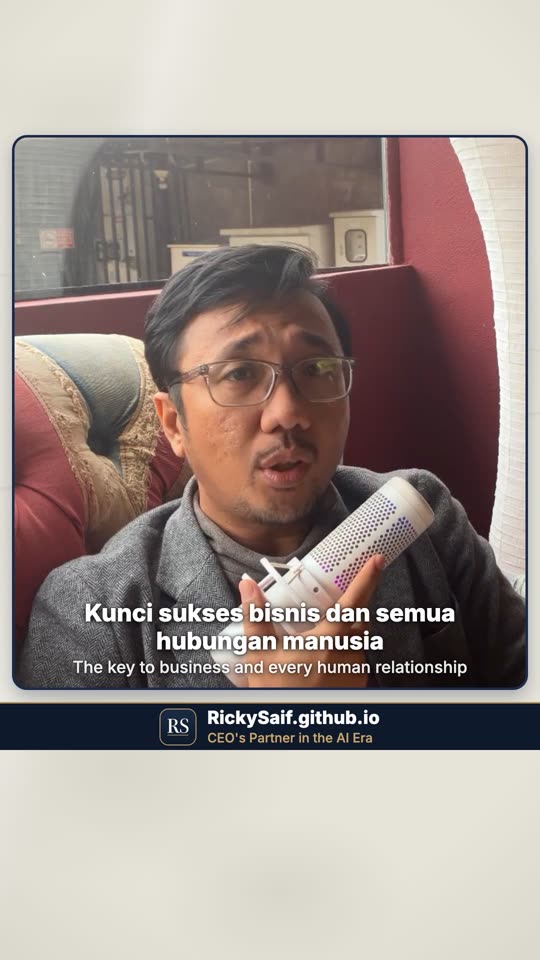 Kunci sukses bisnis dan semua
hubungan manusia
The key to business and every human relationship
RS
RickySaif.github.io
CEO's Partner in the AI Era